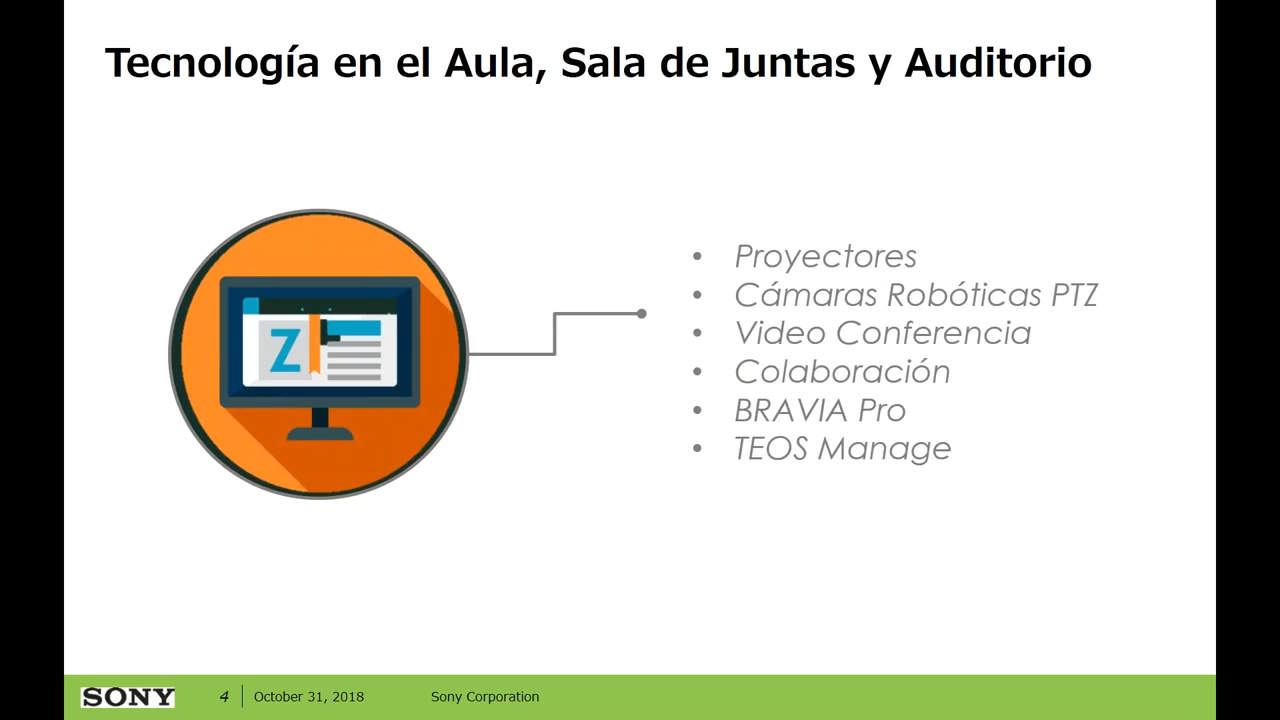 Tecnología en el Aula, Sala de Juntas y Auditorio
Z
• Proyectores
• Cámaras Robóticas PTZ
• Video Conferencia
• Colaboración
• BRAVIA Pro
• TEOS Manage
SONY 4 October 31, 2018 Sony Corporation